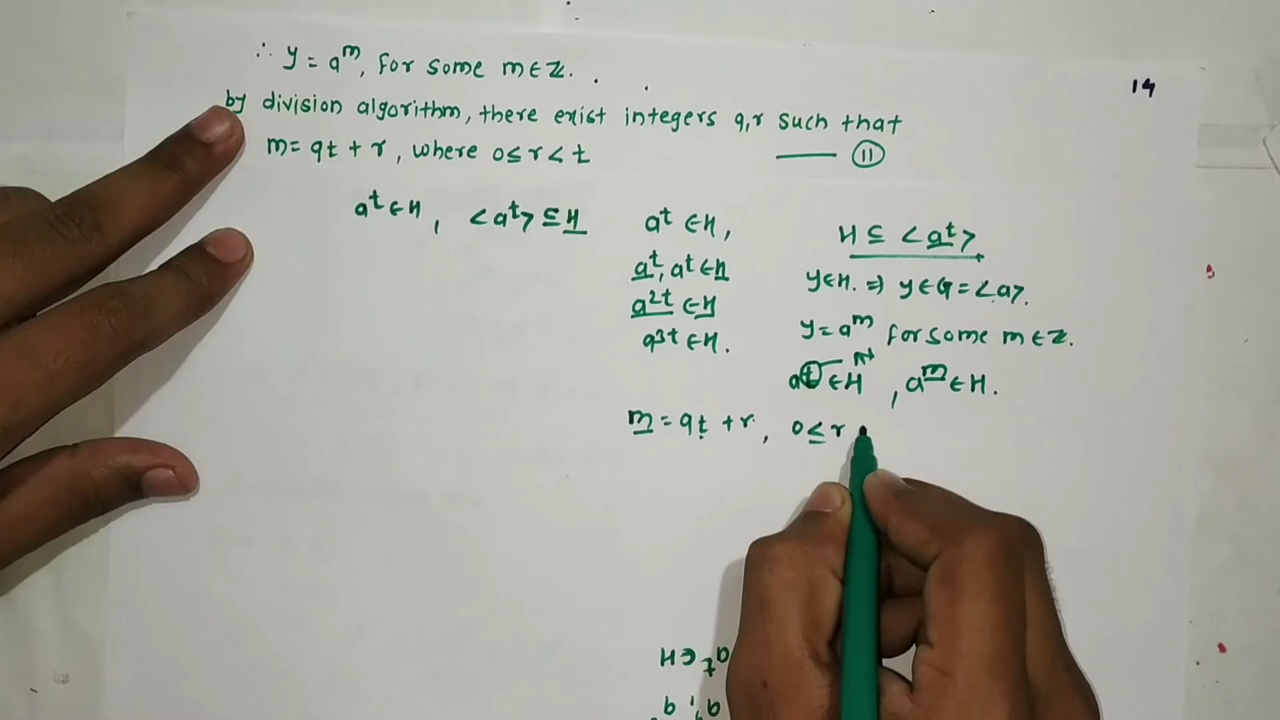 ∴ y = a^m, for some m∈Z.
14
by division algorithm, there exist integers q,r such that
m = qt + r, where 0 ≤ r < t —— (11)
a^t ∈ H, <a^t> ⊆ H
a^t ∈ H,
a^t, a^t ∈ H
a^2t ∈ H
a^3t ∈ H.
H ⊆ <a^t>
y∈H. ⇒ y∈G = <a>.
y = a^m for some m∈Z.
a^t ∈ H, a^m ∈ H.
m = qt + r, 0 ≤ r
a^t ∈ H